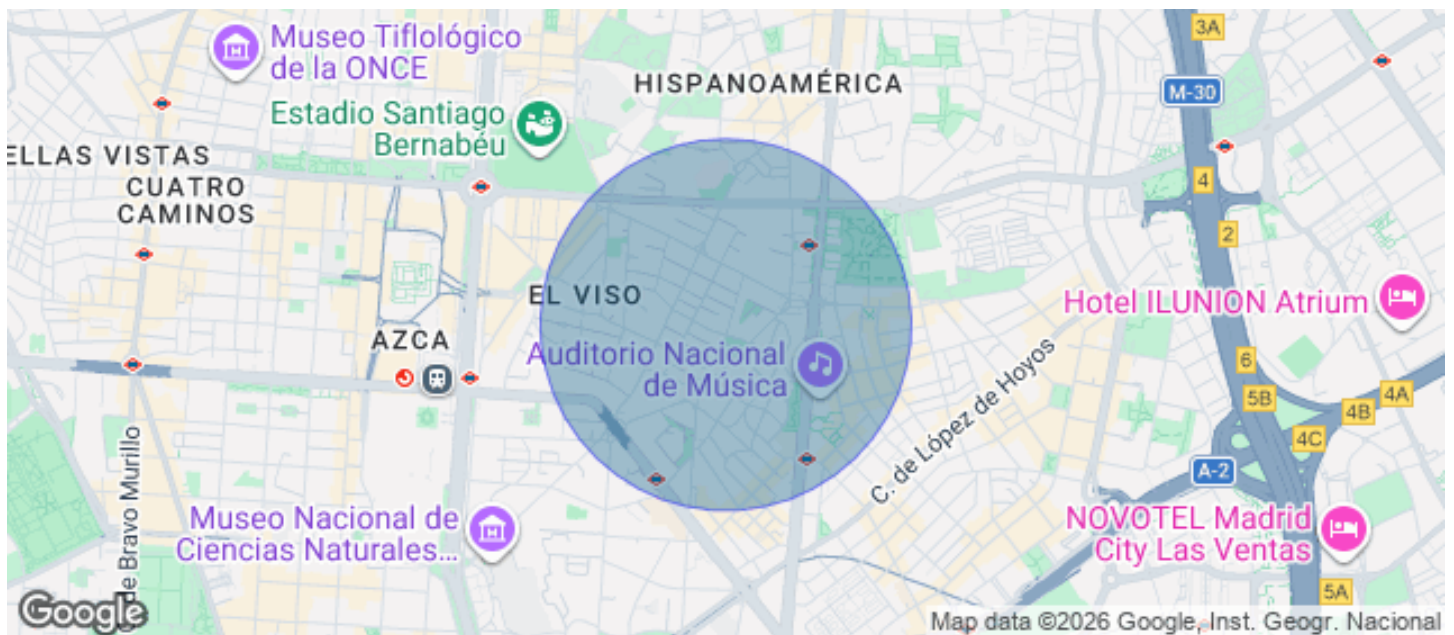 3A
Museo Tiflológico
de la ONCE
HISPANOAMÉRICA
M-30
Estadio Santiago
Bernabéu
ELLAS VISTAS
CUATRO
CAMINOS
4
2
EL VISO
Hotel ILUNION Atrium
AZCA
Auditorio Nacional
de Música
6
5B
4A
4B
4C
C. de López de Hoyos
A-2
de Bravo Murillo
Museo Nacional de
Ciencias Naturales...
NOVOTEL Madrid
City Las Ventas
5A
Google
Map data ©2026 Google, Inst. Geogr. Nacional